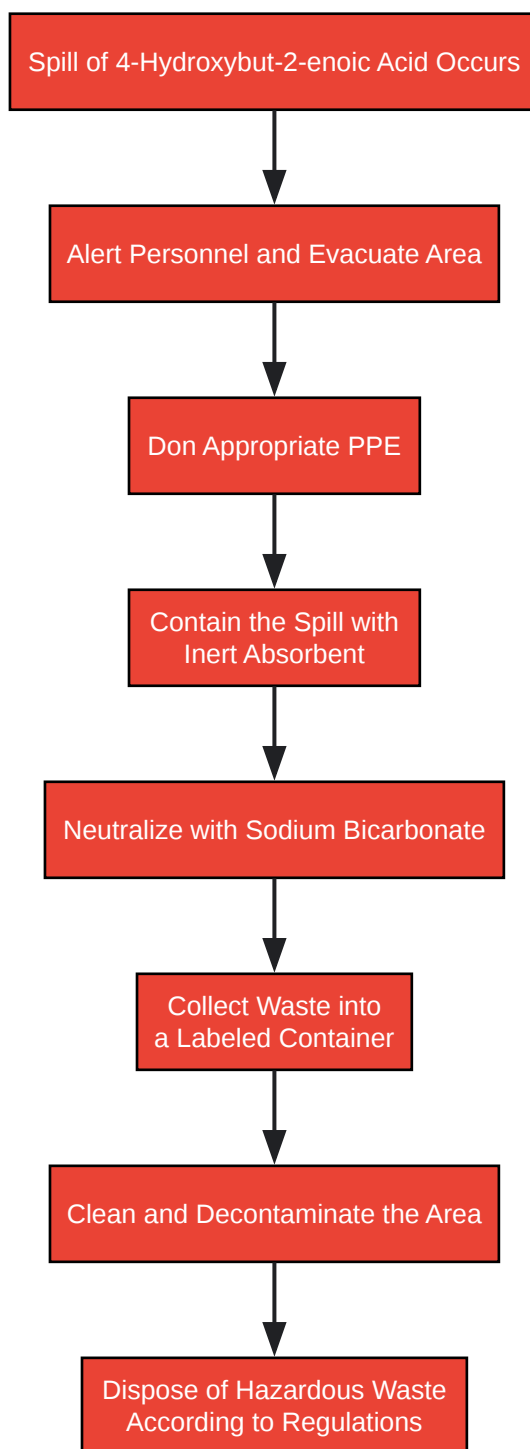 Spill of 4-Hydroxybut-2-enoic Acid Occurs
Alert Personnel and Evacuate Area
Don Appropriate PPE
Contain the Spill with
Inert Absorbent
Neutralize with Sodium Bicarbonate
Collect Waste into
a Labeled Container
Clean and Decontaminate the Area
Dispose of Hazardous Waste
According to Regulations